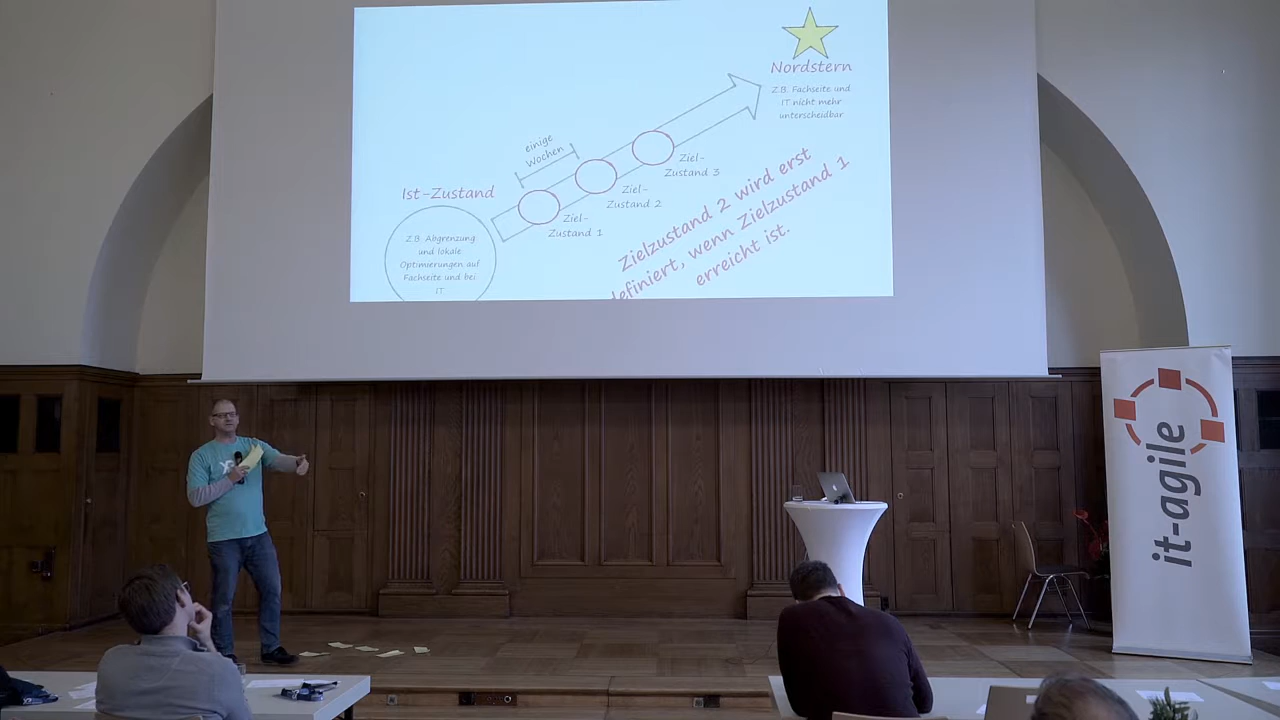 Nordstern
Z.B. Fachseite und
IT nicht mehr
unterscheidbar
einige
Wochen
Ziel-
Zustand 3
Ziel-
Zustand 2
Ziel-
Zustand 1
Ist-Zustand
Z.B. Abgrenzung
und lokale
Optimierungen auf
Fachseite und bei
IT
Zielzustand 2 wird erst
definiert, wenn Zielzustand 1
erreicht ist.
it-agile